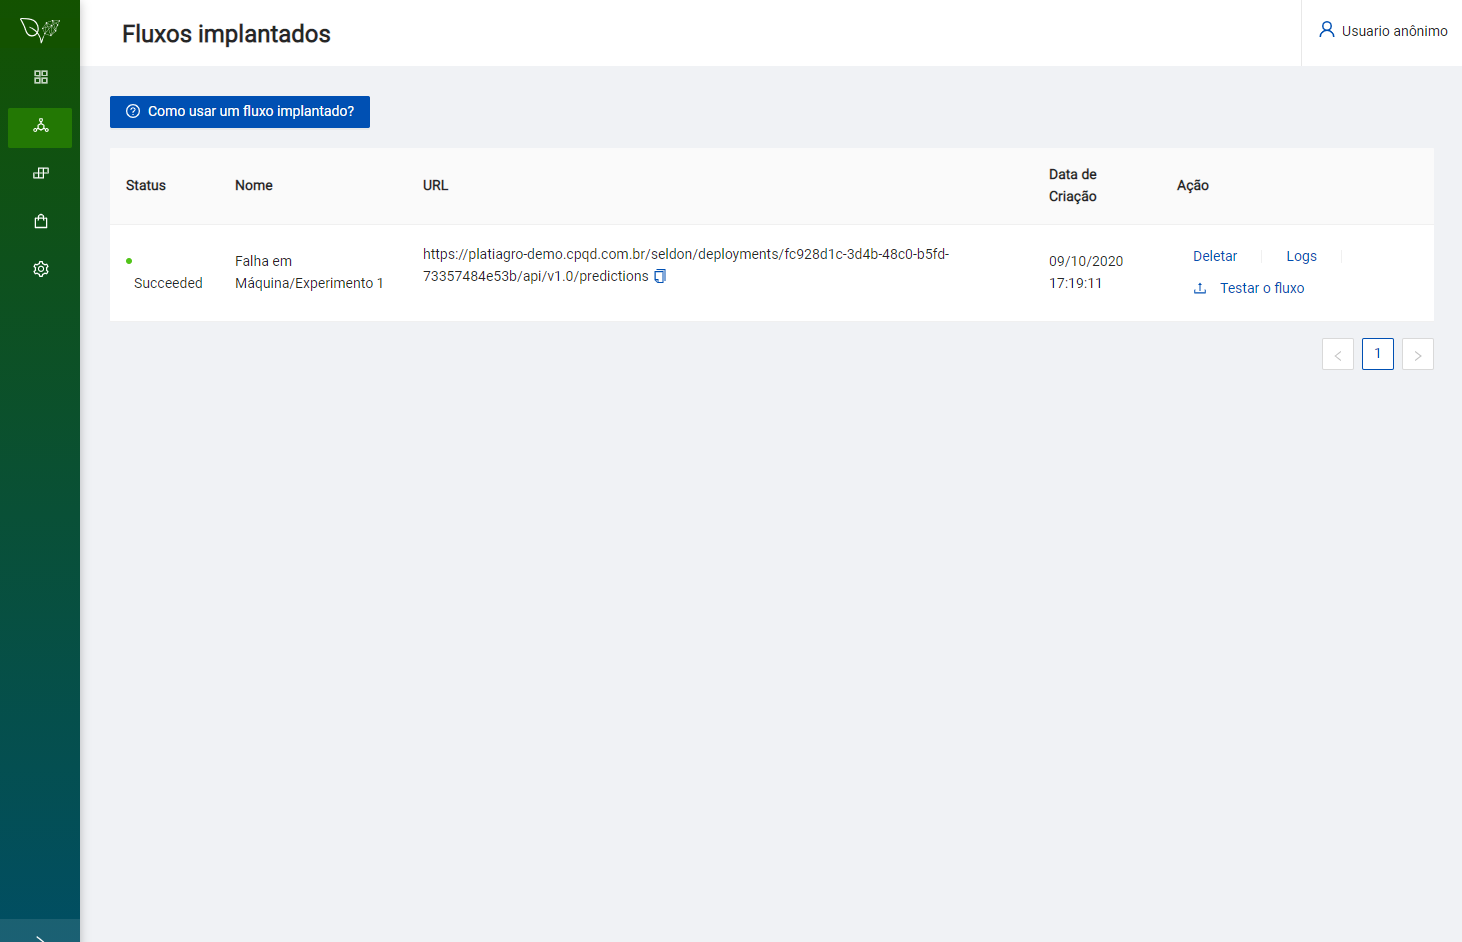 Fluxos implantados
Usuario anônimo
Como usar um fluxo implantado?
Status
Nome
URL
Data de
Criação
Ação
Succeeded
Falha em
Máquina/Experimento 1
https://platiagro-demo.cpqd.com.br/seldon/deployments/fc928d1c-3d4b-48c0-b5fd-
73357484e53b/api/v1.0/predictions
09/10/2020
17:19:11
Deletar
Logs
Testar o fluxo
1